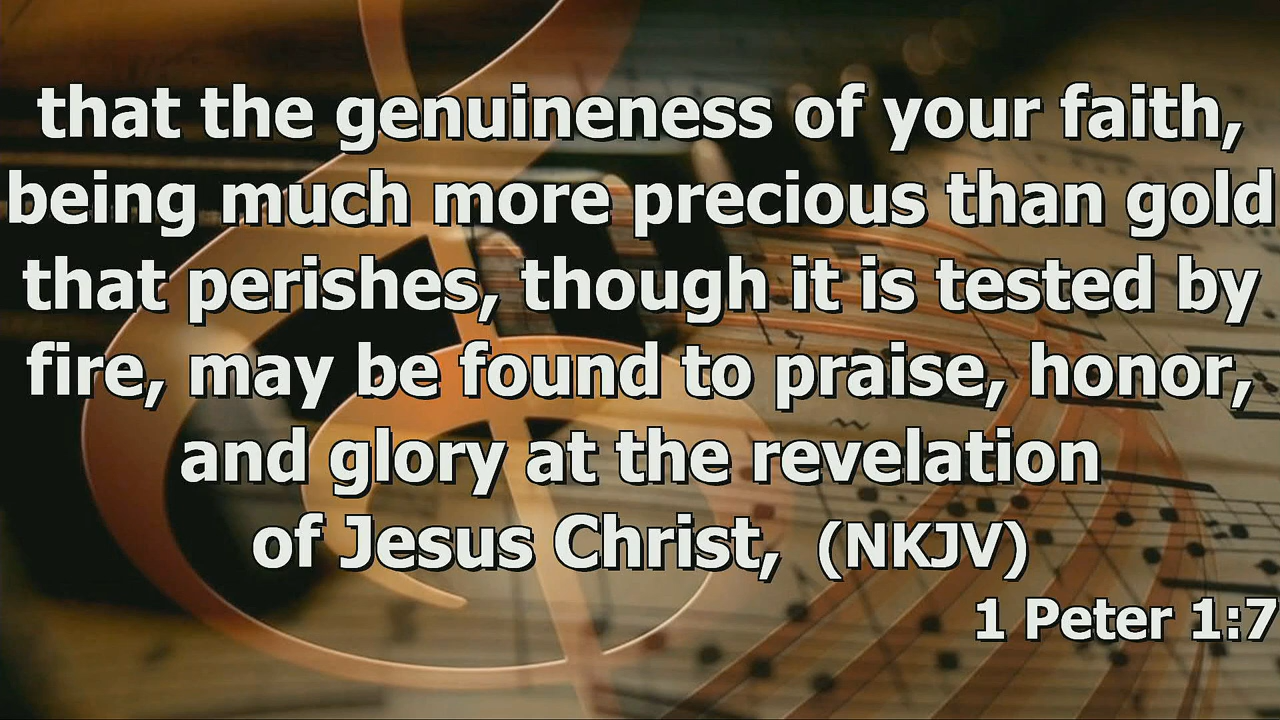 that the genuineness of your faith,
being much more precious than gold
that perishes, though it is tested by
fire, may be found to praise, honor,
and glory at the revelation
of Jesus Christ, (NKJV)
1 Peter 1:7